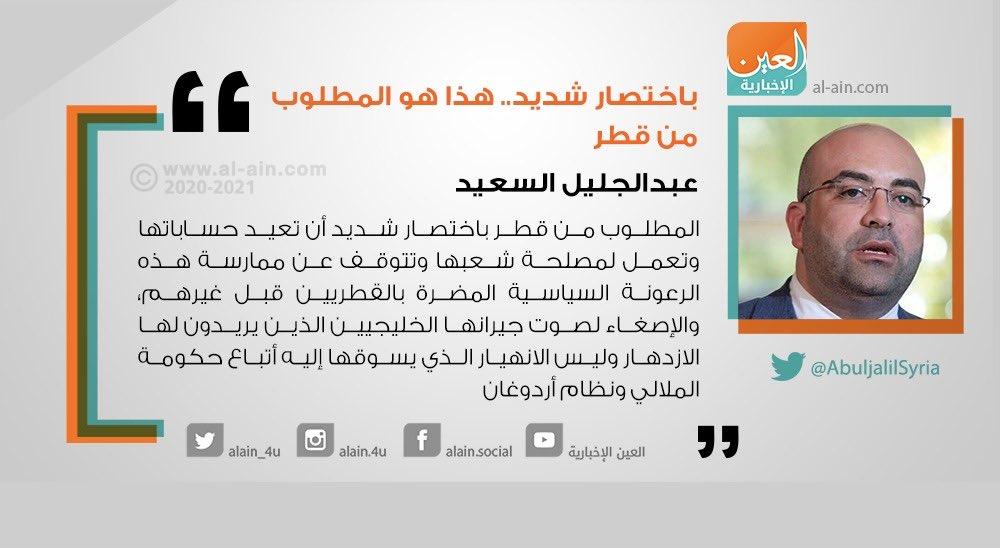 العين
الإخبارية
al-ain.com
باختصار شديد.. هذا هو المطلوب
من قطر
© www.al-ain.com
2020-2021
عبدالجليل السعيد
المطلوب من قطر باختصار شديد أن تعيد حساباتها
وتعمل لمصلحة شعبها وتتوقف عن ممارسة هذه
الرعونة السياسية المضرة بالقطريين قبل غيرهم،
والإصغاء لصوت جيرانها الخليجيين الذين يريدون لها
الازدهار وليس الانهيار الذي يسوقها إليه أتباع حكومة
الملالي ونظام أردوغان
@AbuljalilSyria
alain_4u
alain.4u
alain.social
العين الإخبارية